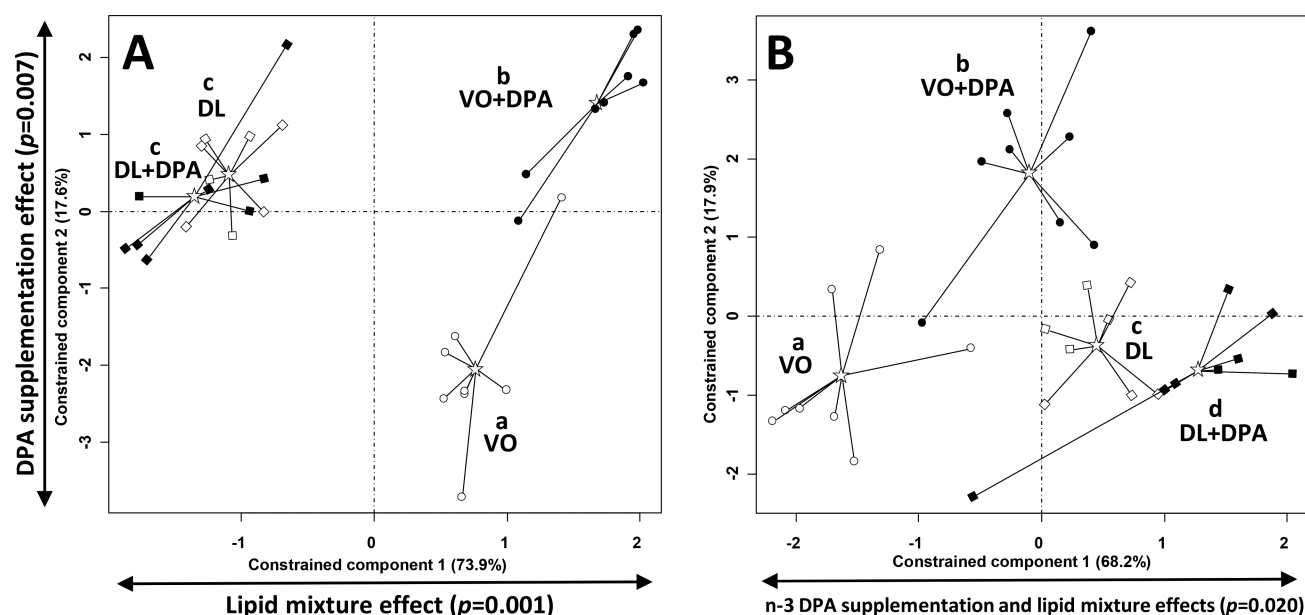 A
DPA supplementation effect (p=0.007)
Constrained component 2 (17.6%)
2
1
0
-1
-2
-3
c
DL
c
DL+DPA
b
VO+DPA
a
VO
-1
0
1
2
Constrained component 1 (73.9%)
Lipid mixture effect (p=0.001)
B
Constrained component 2 (17.9%)
3
2
1
0
-1
-2
b
VO+DPA
a
VO
c
DL
d
DL+DPA
-2
-1
0
1
2
Constrained component 1 (68.2%)
n-3 DPA supplementation and lipid mixture effects (p=0.020)